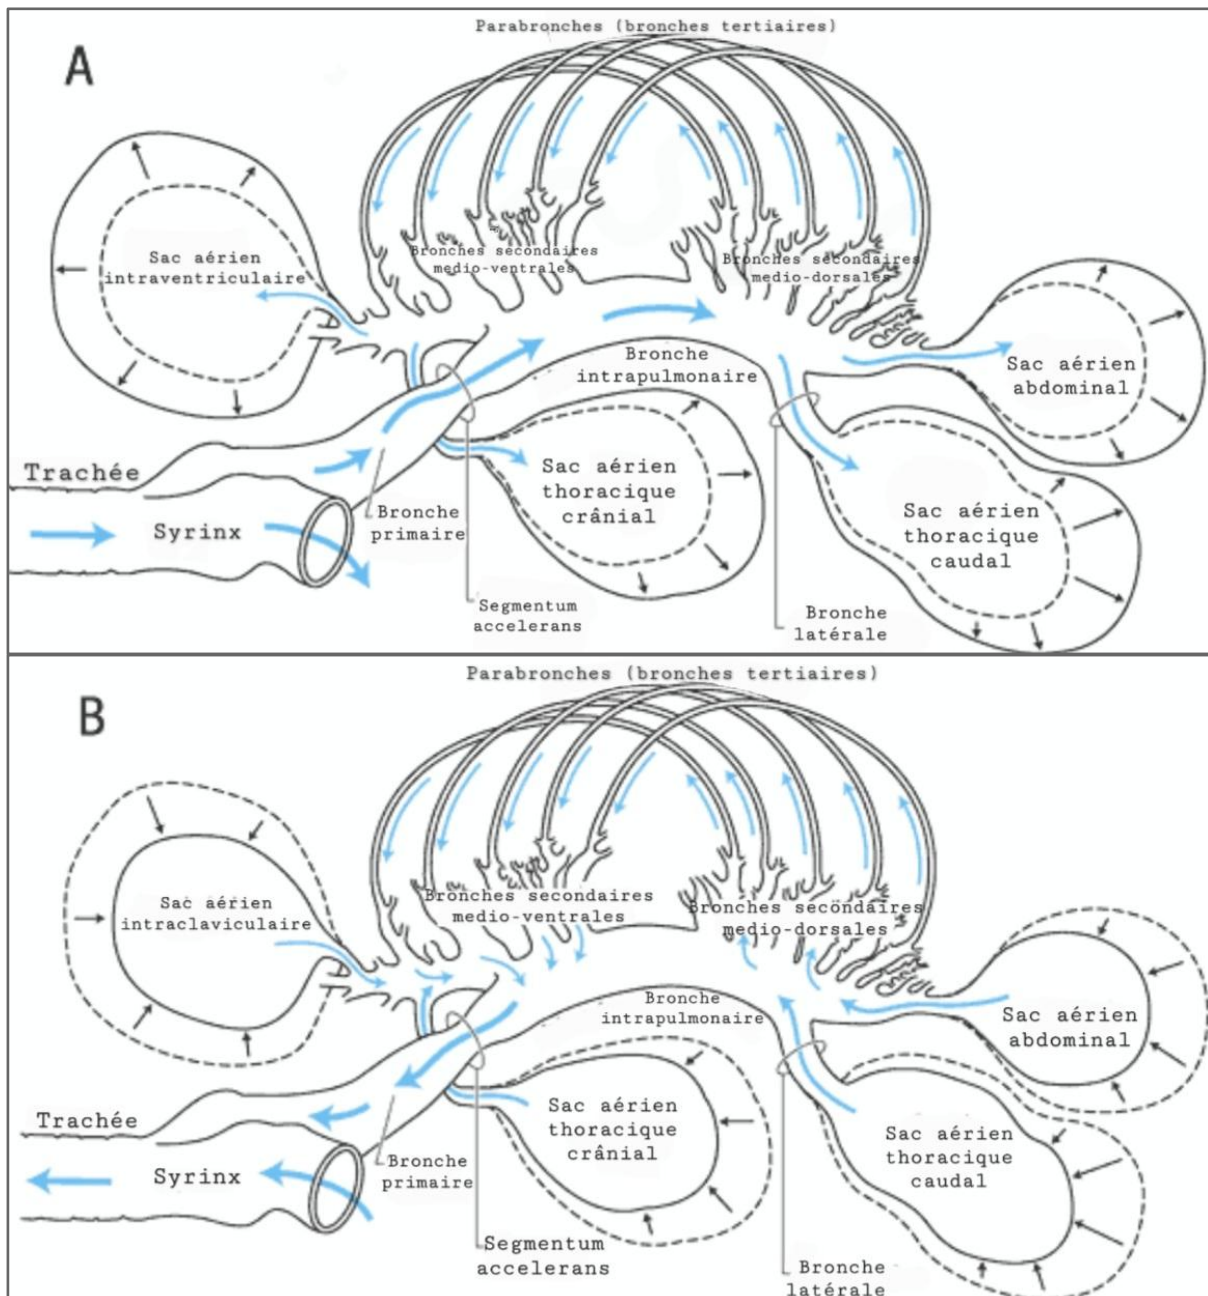 Parabronches (bronches tertiaires)
A
Sac aérien
intraventriculaire
Bronches secondaires
medio-ventrales
Bronches secondaires
medio-dorsales
Bronche
intrapulmonaire
Sac aérien
abdominal
Trachée
Syrinx
Bronche
primaire
Sac aérien
thoracique
crânial
Sac aérien
thoracique
caudal
Segmentum
accelerans
Bronche
latérale
Parabronches (bronches tertiaires)
B
Sac aérien
intraclaviculaire
Bronches secondaires
medio-ventrales
Bronches secöndaires
medio-dorsales
Bronche
intrapulmonaire
Sac aérien
abdominal
Trachée
Syrinx
Bronche
primaire
Sac aérien
thoracique
crânial
Sac aérien
thoracique
caudal
Segmentum
accelerans
Bronche
latérale